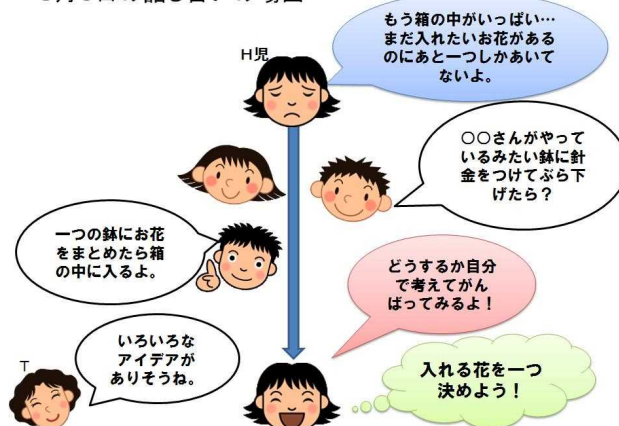 もう箱の中がいっぱい…
まだ入れたいお花がある
のにあと一つしかあいて
ないよ。
H児
〇〇さんがやって
いるみたい鉢に針
金をつけてぶら下
げたら？
一つの鉢にお花
をまとめたら箱
の中に入るよ。
どうするか自分
で考えてがん
ばってみるよ！
いろいろな
アイデアが
ありそうね。
T
入れる花を一つ
決めよう！